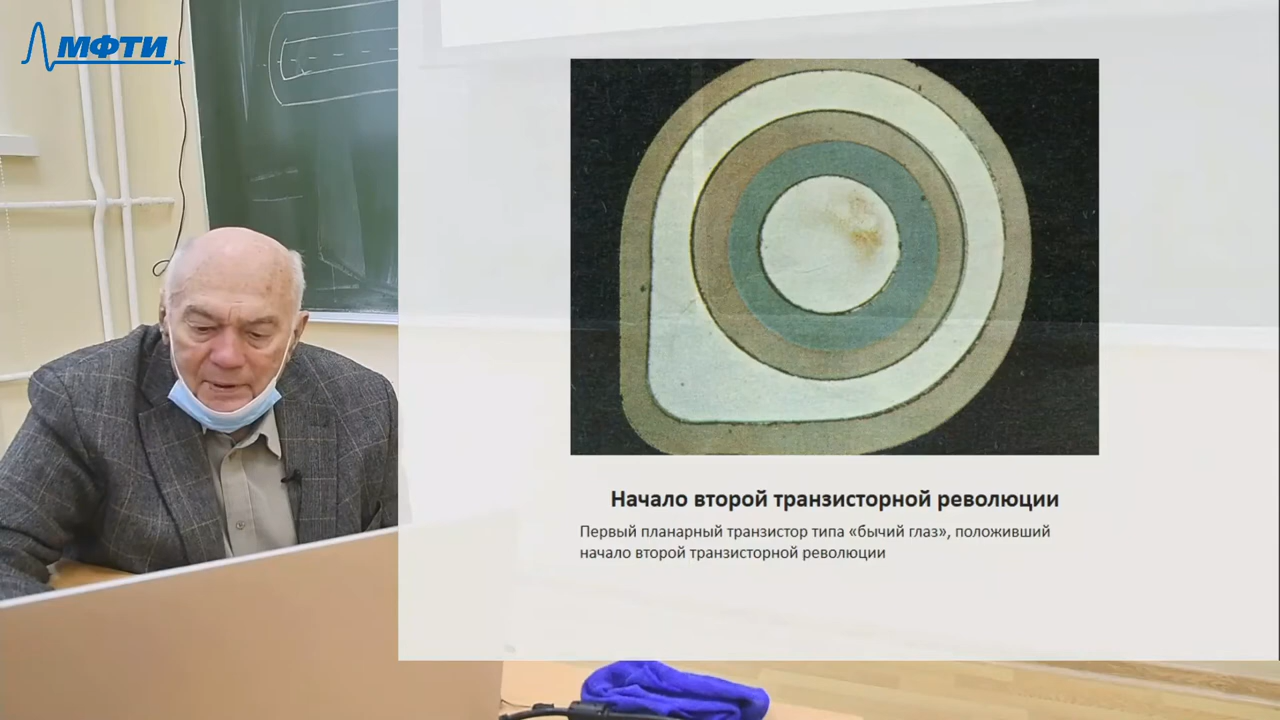 МФТИ
Начало второй транзисторной революции
Первый планарный транзистор типа «бычий глаз», положивший
начало второй транзисторной революции